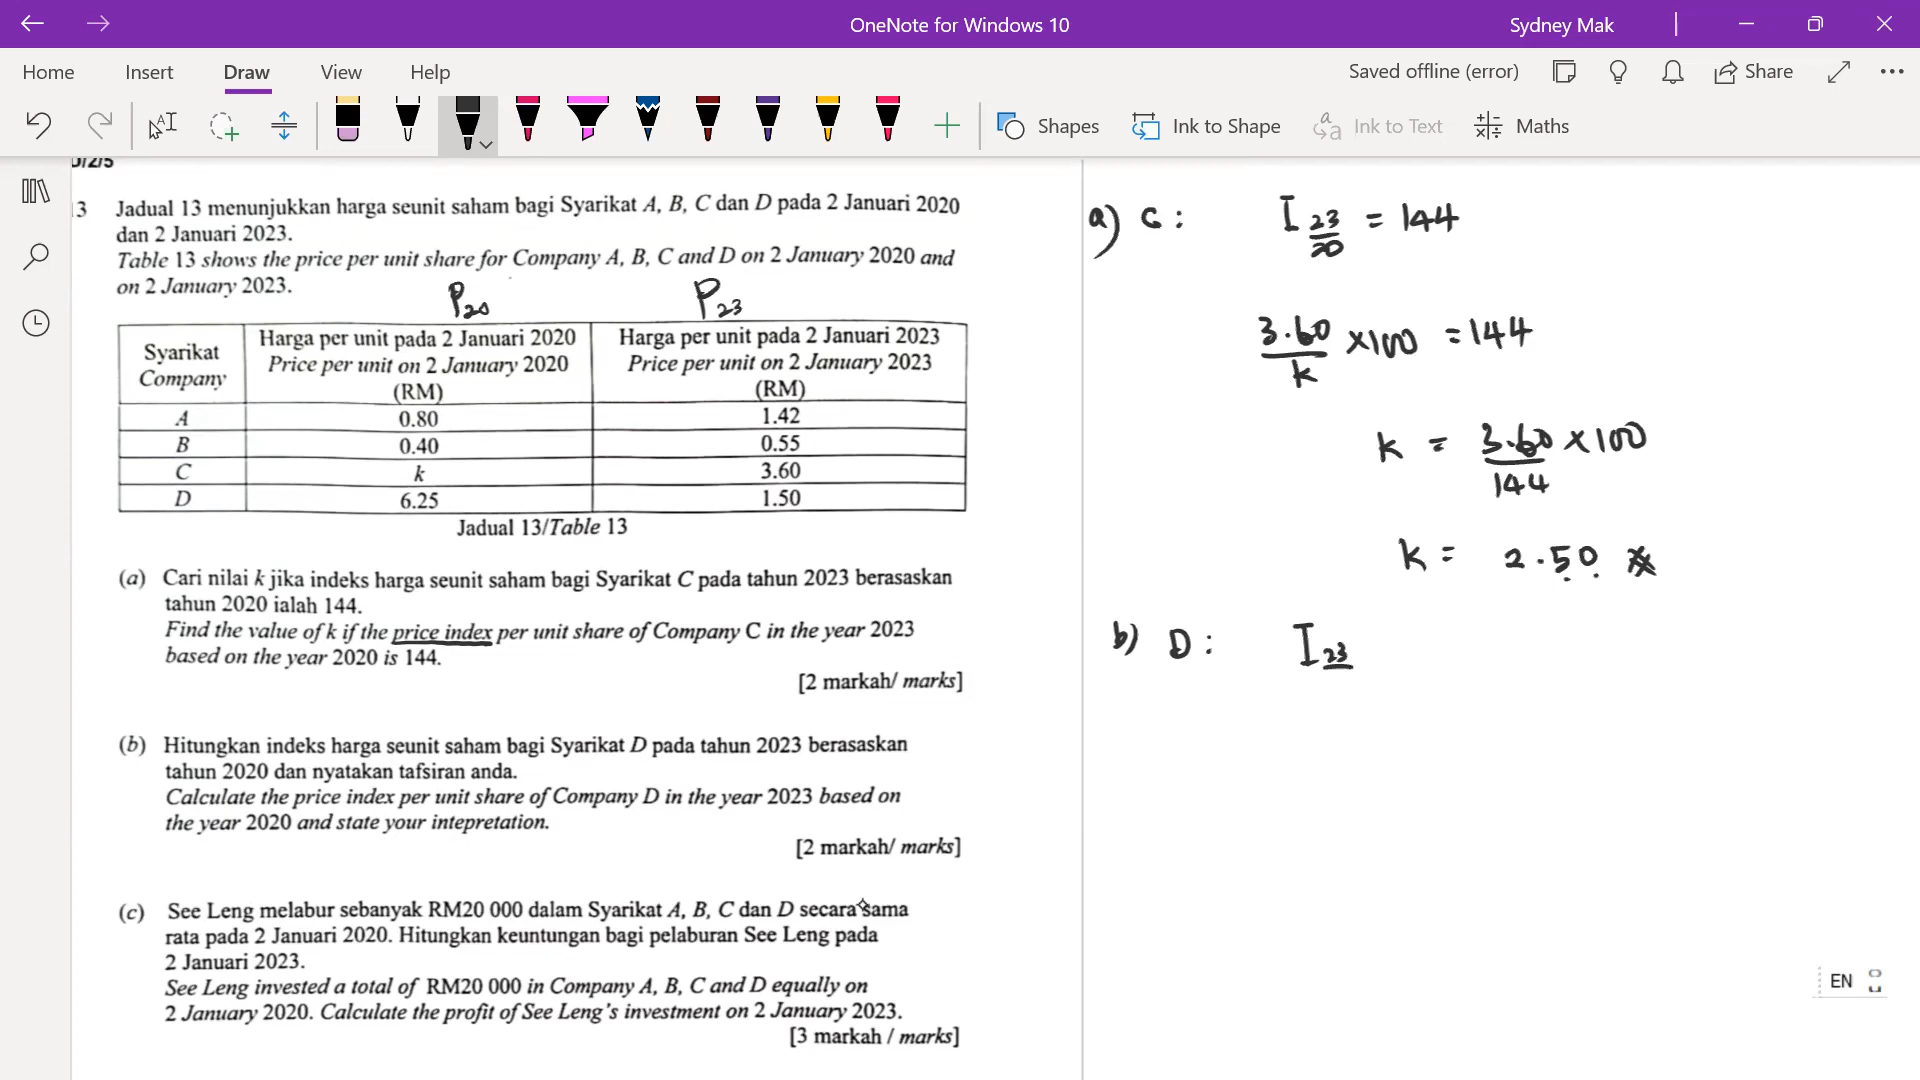 OneNote for Windows 10
Sydney Mak
Home Insert Draw View Help
Saved offline (error)
Share
Shapes
Ink to Shape
Ink to Text
Maths
3 Jadual 13 menunjukkan harga seunit saham bagi Syarikat A, B, C dan D pada 2 Januari 2020
dan 2 Januari 2023.
Table 13 shows the price per unit share for Company A, B, C and D on 2 January 2020 and
on 2 January 2023.
P20 P23
Syarikat Company | Harga per unit pada 2 Januari 2020 Price per unit on 2 January 2020 (RM) | Harga per unit pada 2 Januari 2023 Price per unit on 2 January 2023 (RM)
A 0.80 1.42
B 0.40 0.55
C k 3.60
D 6.25 1.50
Jadual 13/Table 13
(a) Cari nilai k jika indeks harga seunit saham bagi Syarikat C pada tahun 2023 berasaskan
tahun 2020 ialah 144.
Find the value of k if the price index per unit share of Company C in the year 2023
based on the year 2020 is 144.
[2 markah/ marks]
(b) Hitungkan indeks harga seunit saham bagi Syarikat D pada tahun 2023 berasaskan
tahun 2020 dan nyatakan tafsiran anda.
Calculate the price index per unit share of Company D in the year 2023 based on
the year 2020 and state your intepretation.
[2 markah/ marks]
(c) See Leng melabur sebanyak RM20 000 dalam Syarikat A, B, C dan D secara sama
rata pada 2 Januari 2020. Hitungkan keuntungan bagi pelaburan See Leng pada
2 Januari 2023.
See Leng invested a total of RM20 000 in Company A, B, C and D equally on
2 January 2020. Calculate the profit of See Leng's investment on 2 January 2023.
[3 markah / marks]
a) C : I 23/20 = 144
3.60/k ×100 = 144
k = 3.60/144 ×100
k = 2.50
b) D : I 23
EN